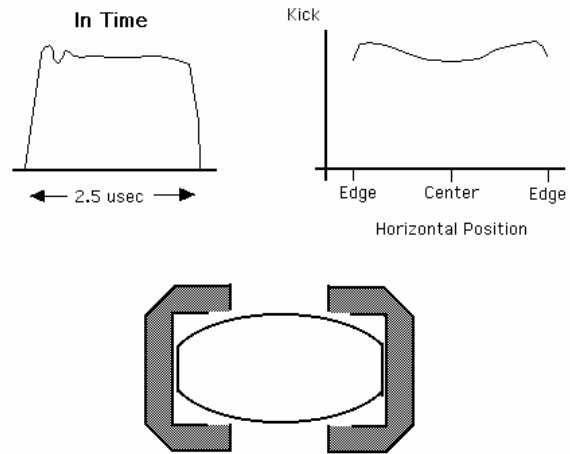 In Time
2.5 usec
Kick
Edge
Center
Edge
Horizontal Position